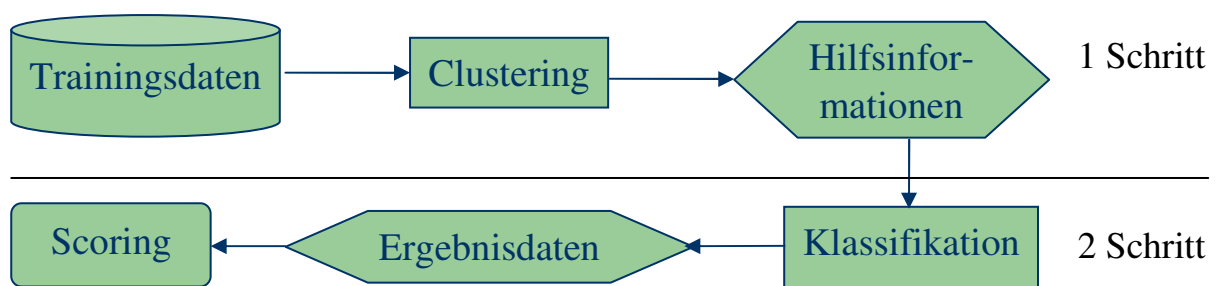 Trainingsdaten
Clustering
Hilfsinfor-
mationen
1 Schritt
Scoring
Ergebnisdaten
Klassifikation
2 Schritt